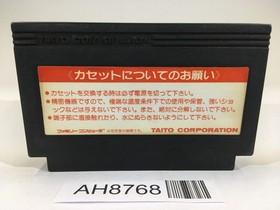 《カセットについてのお願い》
●カセットを交換する時は必ず電源を切って下さい。
●精密機器ですので、極端な温度条件下での使用や保管、強いショックなどは与えないで下さい。また、絶対に分解しないで下さい。
●端子部に直接触れたり、水にぬらさないようにして下さい。
ファミリーコンピュータ
TAITO CORPORATION
AH8768